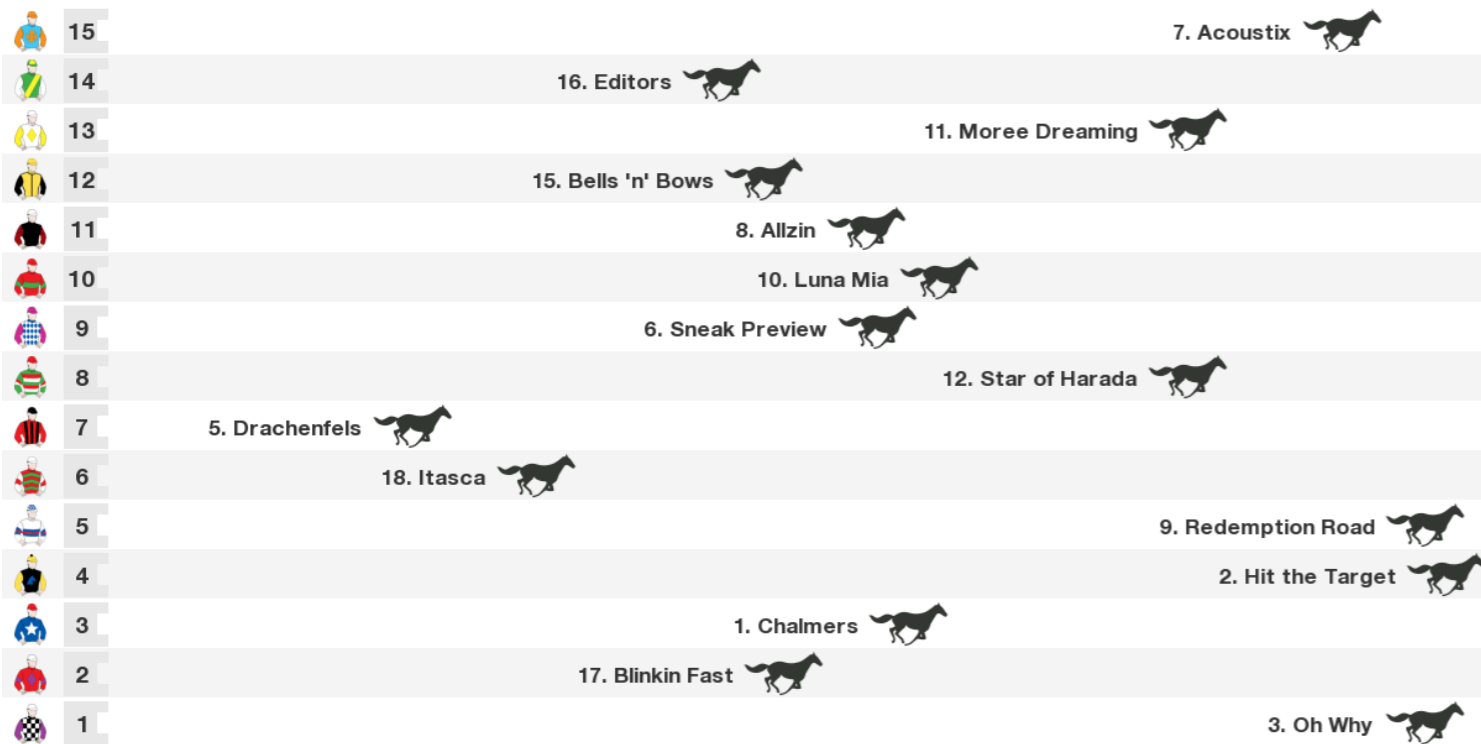 15 7. Acoustix
14 16. Editors
13 11. Moree Dreaming
12 15. Bells 'n' Bows
11 8. Allzin
10 10. Luna Mia
9 6. Sneak Preview
8 12. Star of Harada
7 5. Drachenfels
6 18. Itasca
5 9. Redemption Road
4 2. Hit the Target
3 1. Chalmers
2 17. Blinkin Fast
1 3. Oh Why